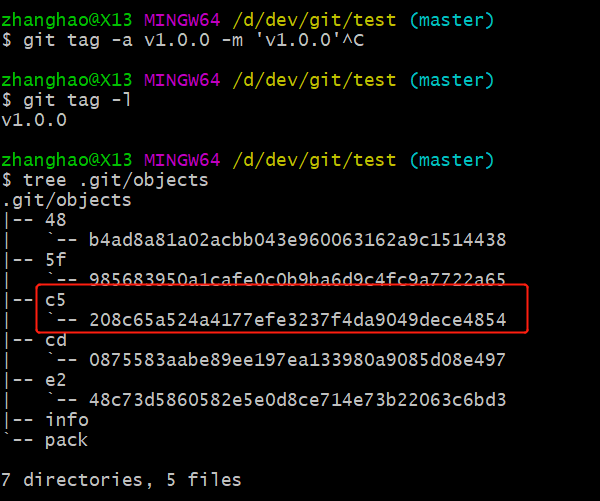 zhanghao@X13 MINGW64 /d/dev/git/test (master)
$ git tag -a v1.0.0 -m 'v1.0.0'^C
zhanghao@X13 MINGW64 /d/dev/git/test (master)
$ git tag -l
v1.0.0
zhanghao@X13 MINGW64 /d/dev/git/test (master)
$ tree .git/objects
.git/objects
|-- 48
|   `-- b4ad8a81a02acbb043e960063162a9c1514438
|-- 5f
|   `-- 985683950a1cafe0c0b9ba6d9c4fc9a7722a65
|-- c5
|   `-- 208c65a524a4177efe3237f4da9049dece4854
|-- cd
|   `-- 0875583aabe89ee197ea133980a9085d08e497
|-- e2
|   `-- 48c73d5860582e5e0d8ce714e73b22063c6bd3
|-- info
`-- pack
7 directories, 5 files